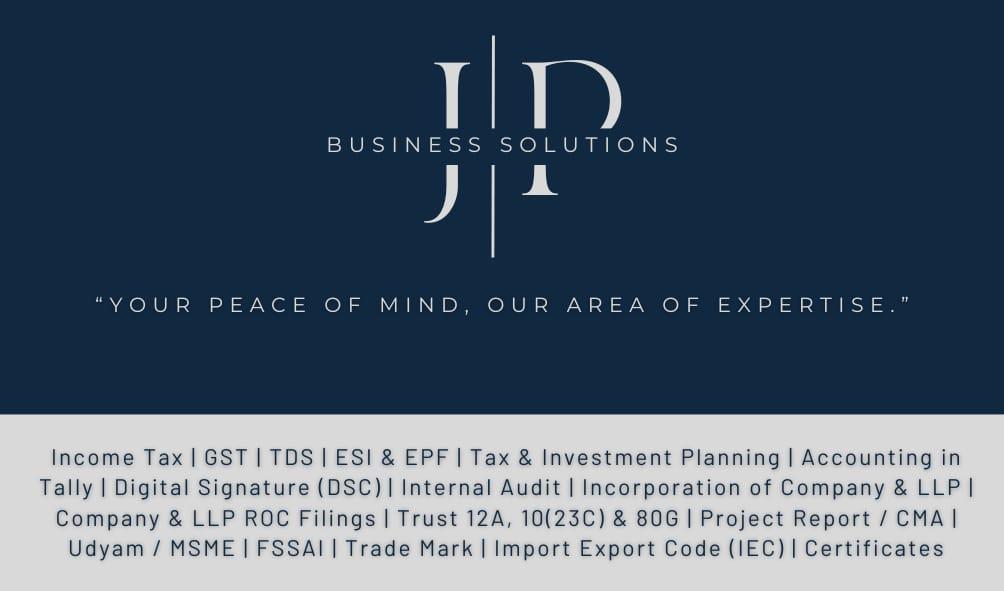 JP
BUSINESS SOLUTIONS
“YOUR PEACE OF MIND, OUR AREA OF EXPERTISE.”
Income Tax | GST | TDS | ESI & EPF | Tax & Investment Planning | Accounting in
Tally | Digital Signature (DSC) | Internal Audit | Incorporation of Company & LLP |
Company & LLP ROC Filings | Trust 12A, 10(23C) & 80G | Project Report / CMA |
Udyam / MSME | FSSAI | Trade Mark | Import Export Code (IEC) | Certificates